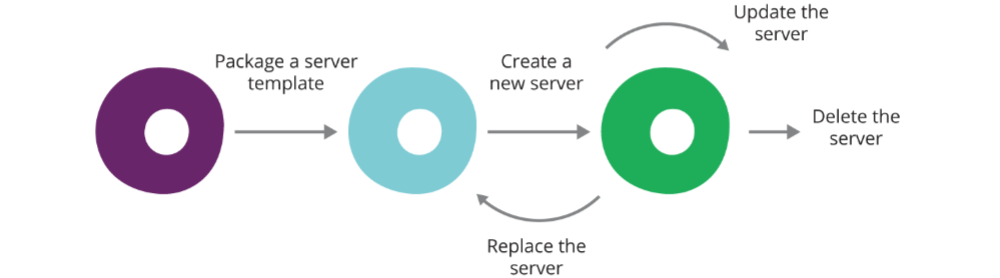 Package a server
template
Create a
new server
Update the
server
Delete the
server
Replace the
server